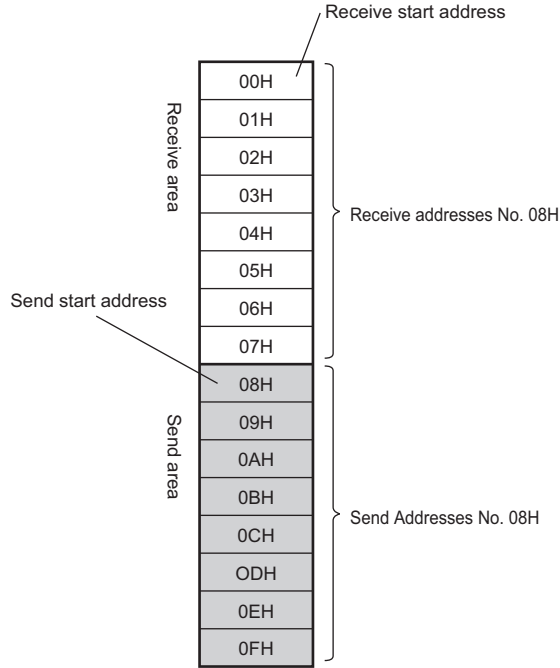 Receive start address
00H
01H
02H
03H
04H
05H
06H
07H
Receive area
Receive addresses No. 08H
Send start address
08H
09H
0AH
0BH
0CH
ODH
0EH
0FH
Send area
Send Addresses No. 08H